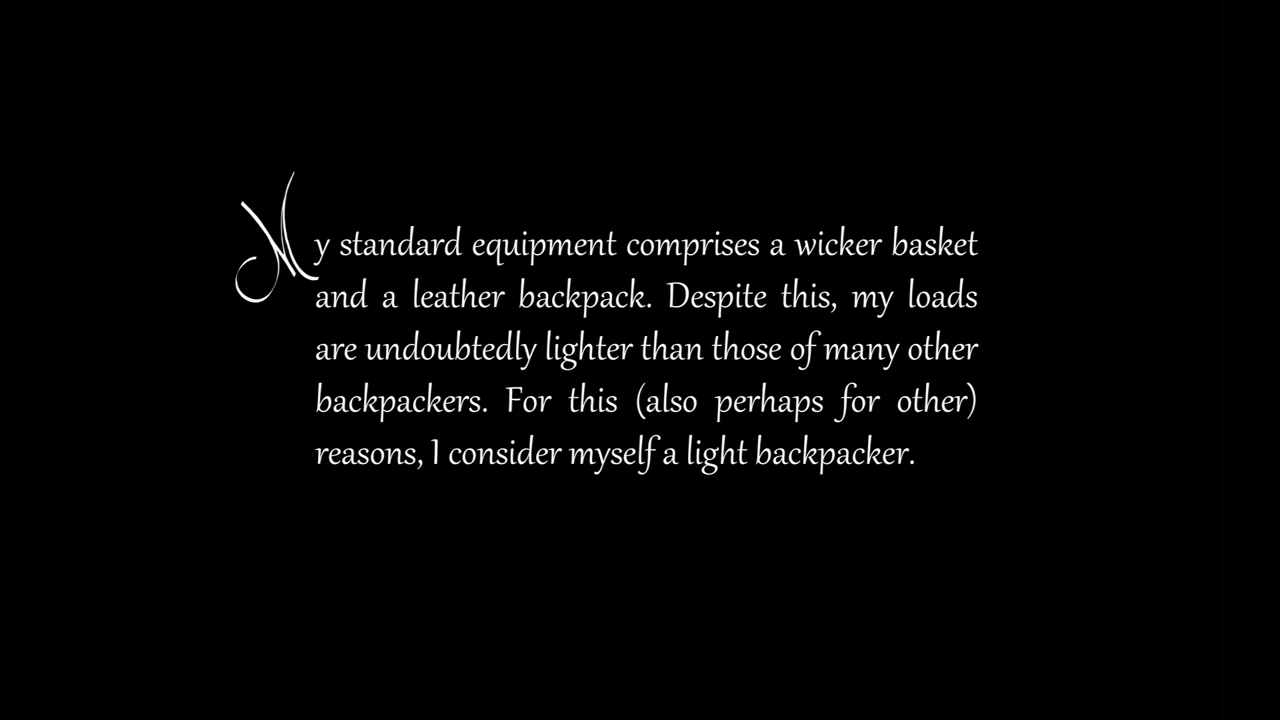 My standard equipment comprises a wicker basket
and a leather backpack. Despite this, my loads
are undoubtedly lighter than those of many other
backpackers. For this (also perhaps for other)
reasons, I consider myself a light backpacker.